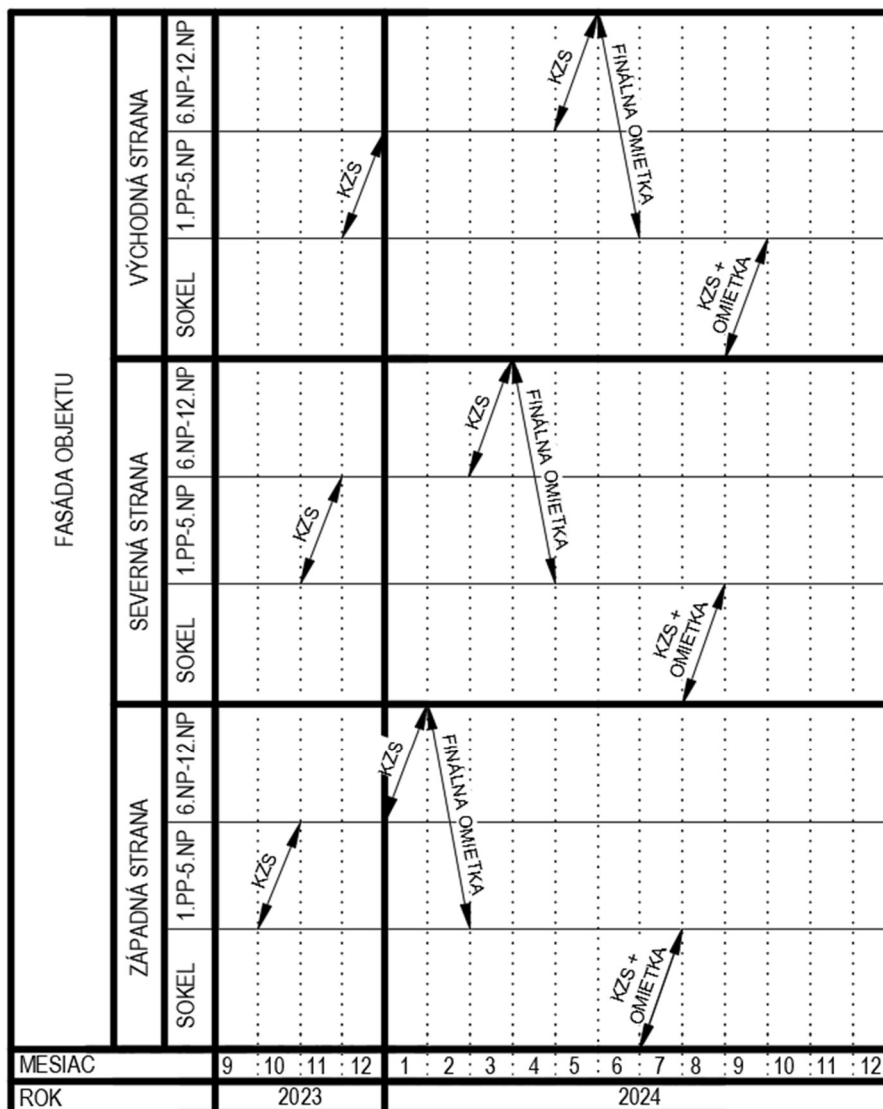 FASÁDA OBJEKTU
VÝCHODNÁ STRANA
6.NP-12.NP
KZS
FINÁLNA OMIETKA
1.PP-5.NP
KZS
SOKEL
KZS +
OMIETKA
SEVERNÁ STRANA
6.NP-12.NP
KZS
FINÁLNA OMIETKA
1.PP-5.NP
KZS
SOKEL
KZS +
OMIETKA
ZÁPADNÁ STRANA
6.NP-12.NP
KZS
FINÁLNA OMIETKA
1.PP-5.NP
KZS
SOKEL
KZS +
OMIETKA
MESIAC 9 10 11 12 1 2 3 4 5 6 7 8 9 10 11 12
ROK 2023 2024